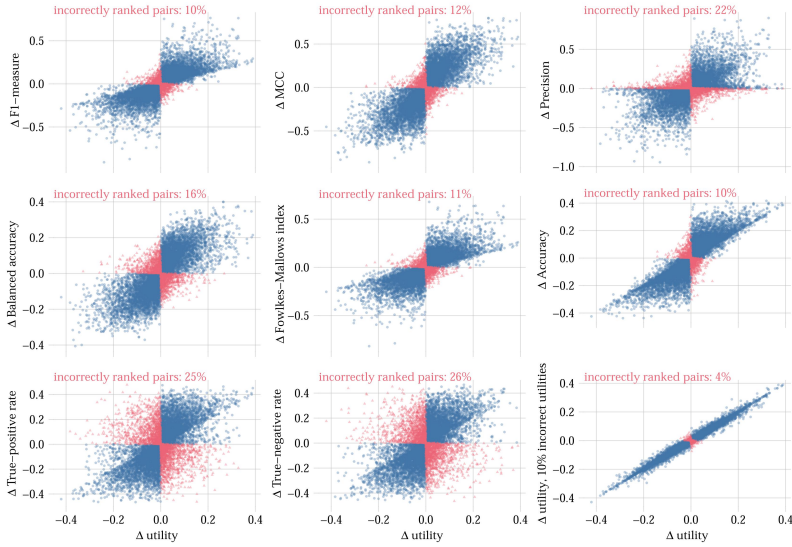 incorrectly ranked pairs: 10%
Δ F1−measure
0.5
0.0
−0.5
incorrectly ranked pairs: 12%
Δ MCC
0.5
0.0
−0.5
incorrectly ranked pairs: 22%
Δ Precision
0.5
0.0
−0.5
−1.0
incorrectly ranked pairs: 16%
Δ Balanced accuracy
0.4
0.2
0.0
−0.2
−0.4
incorrectly ranked pairs: 11%
Δ Fowlkes−Mallows index
0.5
0.0
−0.5
incorrectly ranked pairs: 10%
Δ Accuracy
0.4
0.2
0.0
−0.2
−0.4
incorrectly ranked pairs: 25%
Δ True−positive rate
0.4
0.2
0.0
−0.2
−0.4
−0.4 −0.2 0.0 0.2 0.4
Δ utility
incorrectly ranked pairs: 26%
Δ True−negative rate
0.4
0.2
0.0
−0.2
−0.4
−0.4 −0.2 0.0 0.2 0.4
Δ utility
incorrectly ranked pairs: 4%
Δ utility, 10% incorrect utilities
0.4
0.2
0.0
−0.2
−0.4
−0.4 −0.2 0.0 0.2 0.4
Δ utility